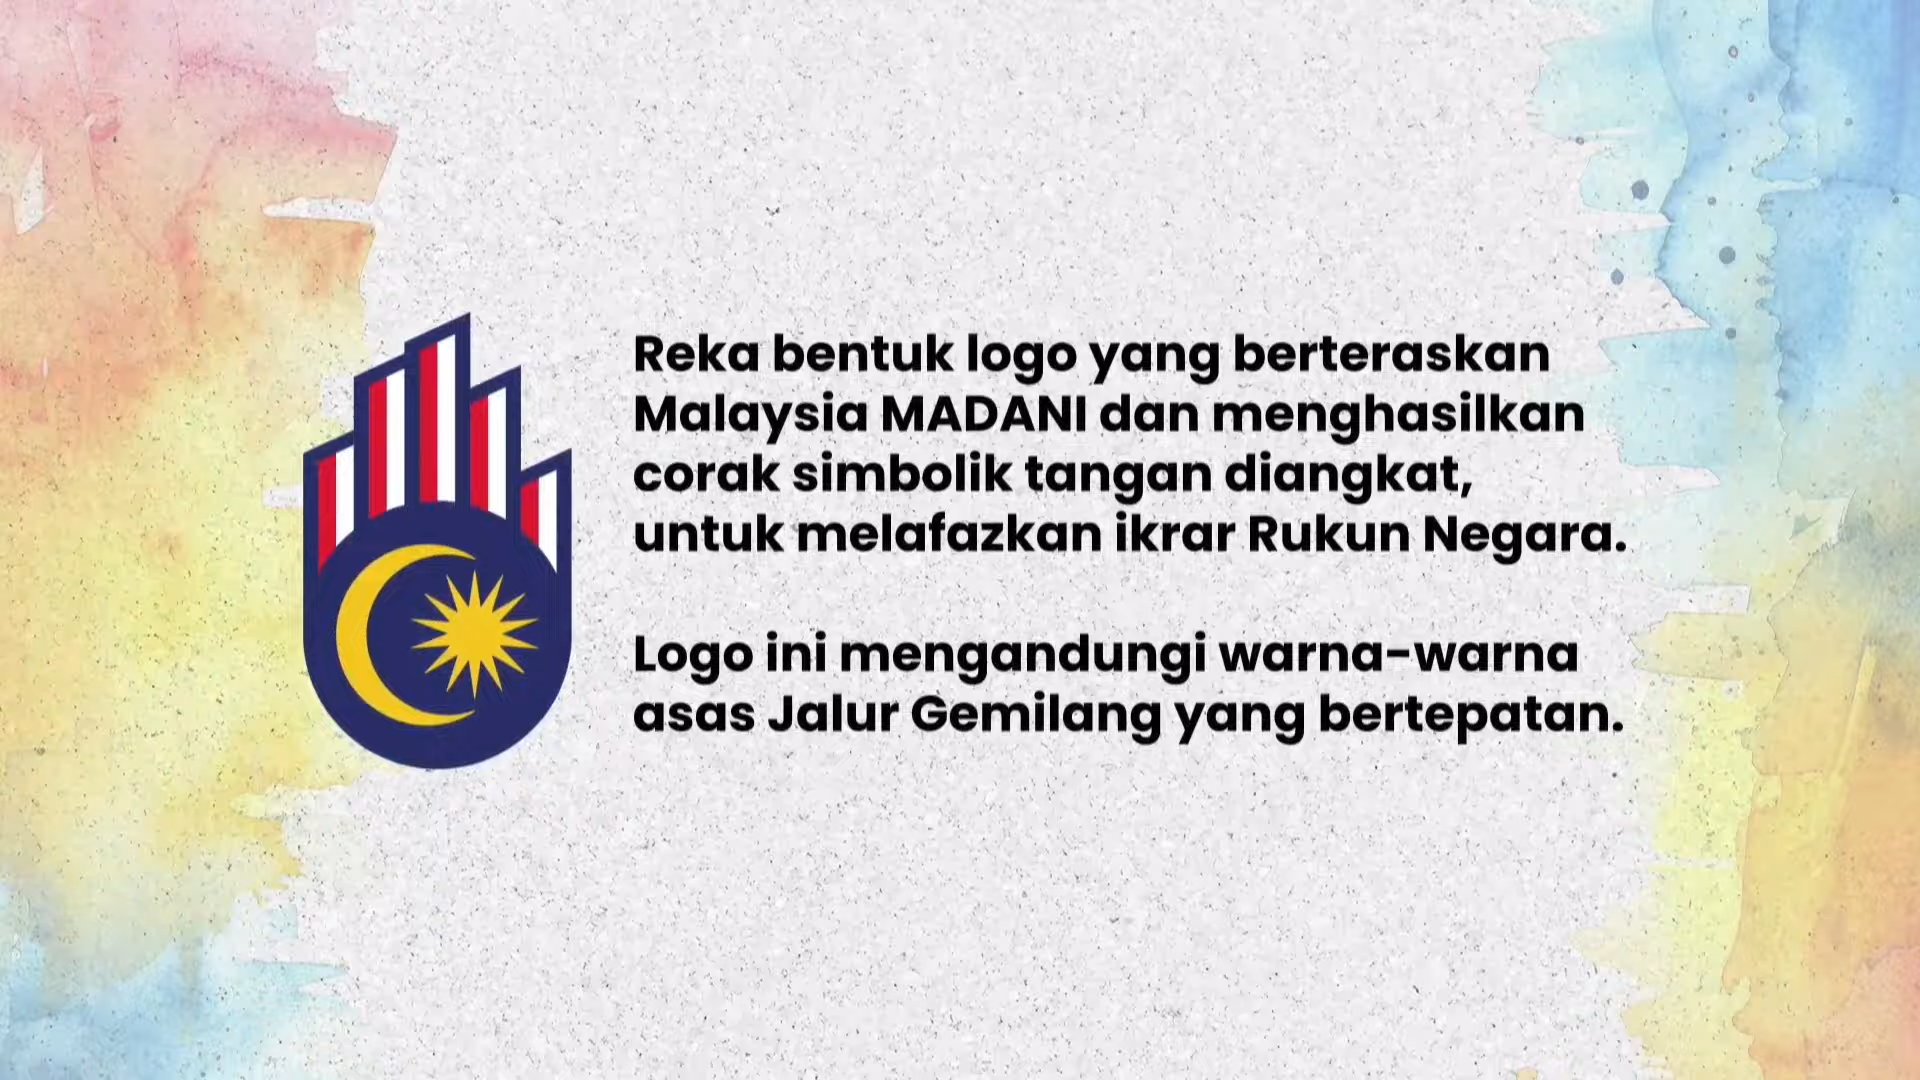 Reka bentuk logo yang berteraskan
Malaysia MADANI dan menghasilkan
corak simbolik tangan diangkat,
untuk melafazkan ikrar Rukun Negara.
Logo ini mengandungi warna-warna
asas Jalur Gemilang yang bertepatan.